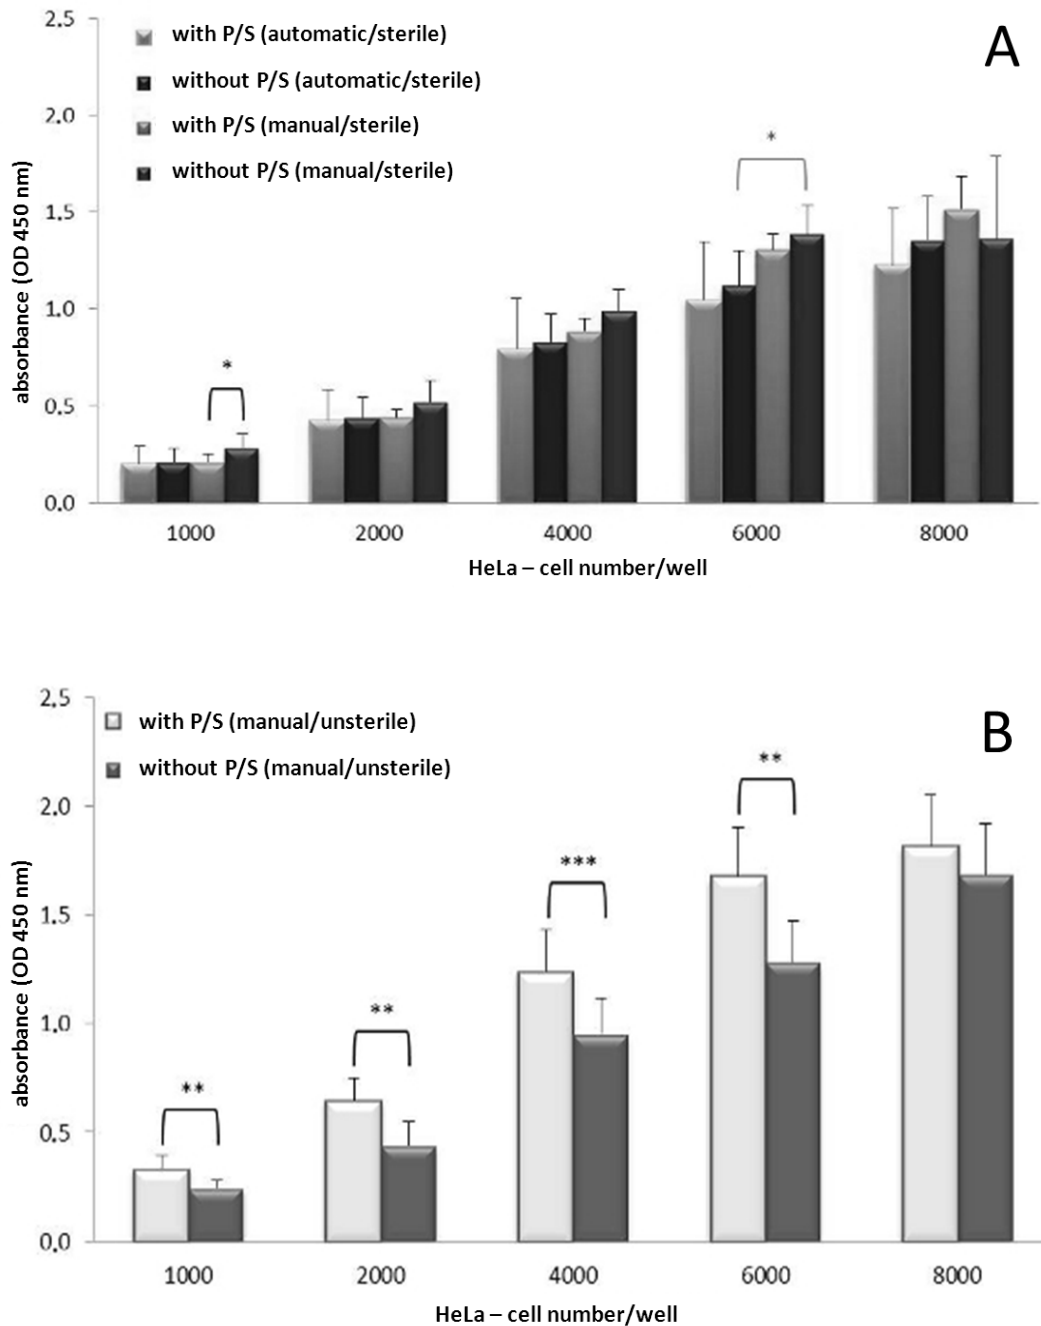 2.5
with P/S (automatic/sterile)
A
without P/S (automatic/sterile)
2.0
with P/S (manual/sterile)
*
without P/S (manual/sterile)
1.5
absorbance (OD 450 nm)
1.0
*
0.5
0.0
1000 2000 4000 6000 8000
HeLa – cell number/well
2.5
with P/S (manual/unsterile)
B
without P/S (manual/unsterile)
**
2.0
***
1.5
absorbance (OD 450 nm)
1.0
**
**
0.5
0.0
1000 2000 4000 6000 8000
HeLa – cell number/well